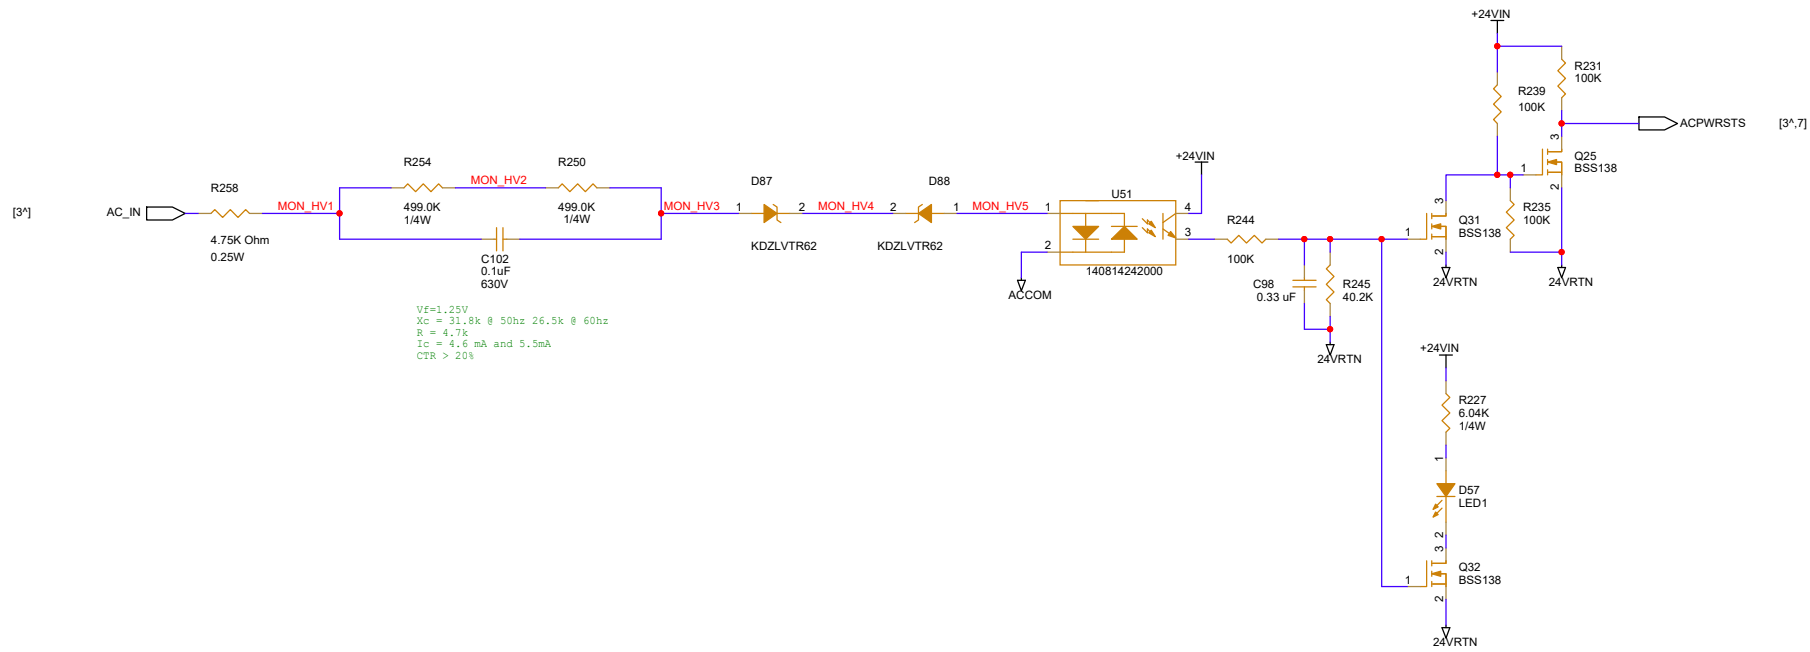 +24VIN
R231
100K
R239
100K
ACPWRSTS
[3^,7]
3
Q25
BSS138
1
2
R235
100K
24VRTN
+24VIN
R254
499.0K
1/4W
MON_HV2
R250
499.0K
1/4W
R258
4.75K Ohm
0.25W
[3^]
AC_IN
MON_HV1
MON_HV3
C102
0.1uF
630V
D87
1
2
KDZLVTR62
MON_HV4
D88
2
1
KDZLVTR62
MON_HV5
U51
1
2
4
3
140814242000
ACCOM
R244
100K
C98
0.33 uF
R245
40.2K
24VRTN
3
1
Q31
BSS138
2
24VRTN
Vf=1.25V
Xc = 31.8k @ 50hz 26.5k @ 60hz
R = 4.7k
Ic = 4.6 mA and 5.5mA
CTR > 20%
+24VIN
R227
6.04K
1/4W
1
D57
LED1
2
3
1
Q32
BSS138
2
24VRTN